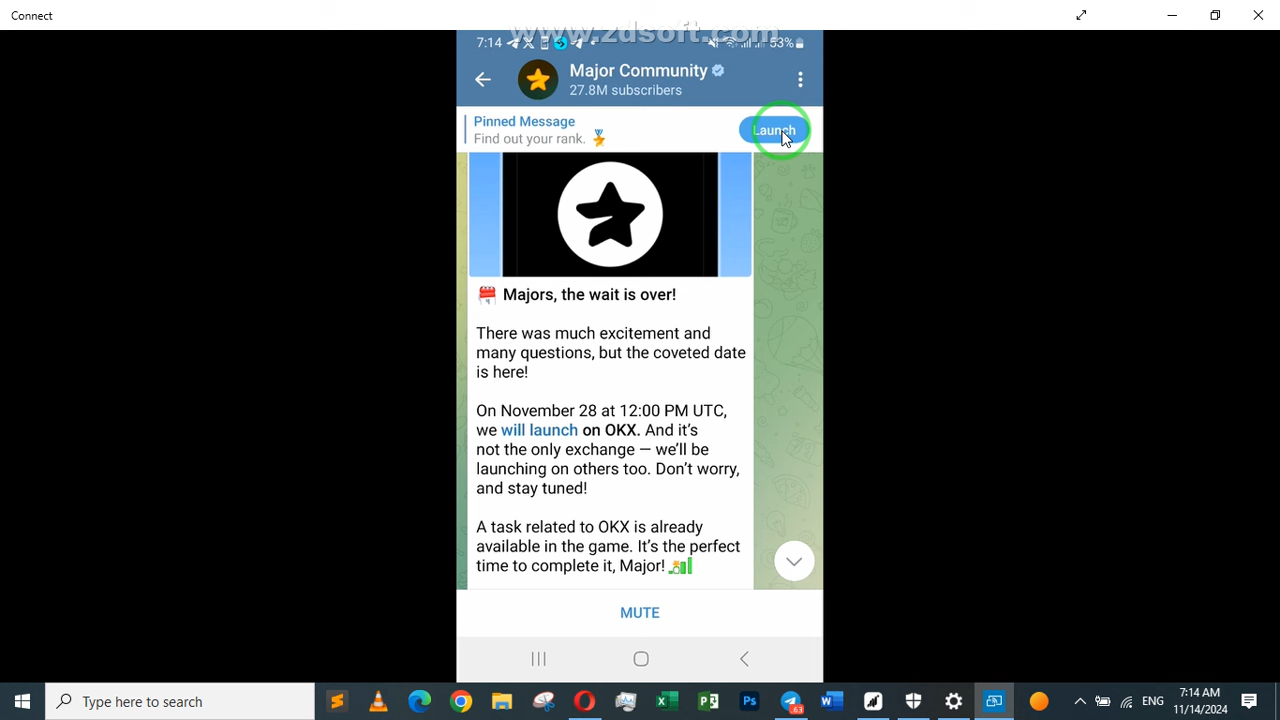 Connect
www.zdsoft.com
7:14
53%
Major Community
27.8M subscribers
Pinned Message
Find out your rank.
Launch
Majors, the wait is over!
There was much excitement and
many questions, but the coveted date
is here!
On November 28 at 12:00 PM UTC,
we will launch on OKX. And it’s
not the only exchange — we’ll be
launching on others too. Don’t worry,
and stay tuned!
A task related to OKX is already
available in the game. It’s the perfect
time to complete it, Major!
MUTE
Type here to search
63
ENG
7:14 AM
11/14/2024